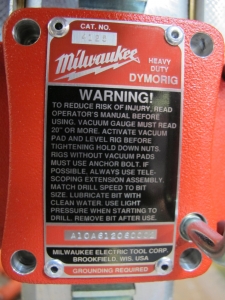 CAT. NO.
Milwaukee
HEAVY
DUTY
DYMORIG
WARNING!
TO REDUCE RISK OF INJURY, READ
OPERATOR'S MANUAL BEFORE
USING. VACUUM GAUGE MUST READ
20" OR MORE. ACTIVATE VACUUM
PAD AND LEVEL RIG BEFORE
TIGHTENING HOLD DOWN NUTS.
RIGS WITHOUT VACUUM PADS
MUST USE ANCHOR BOLT. IF
POSSIBLE, ALWAYS USE TELE-
SCOPING EXTENSION ASSEMBLY.
MATCH DRILL SPEED TO BIT
SIZE. LUBRICATE BIT WITH
CLEAN WATER. USE LIGHT
PRESSURE WHEN STARTING TO
DRILL. REMOVE BIT AFTER USE.
MILWAUKEE ELECTRIC TOOL CORP.
BROOKFIELD, WIS. USA
GROUNDING REQUIRED